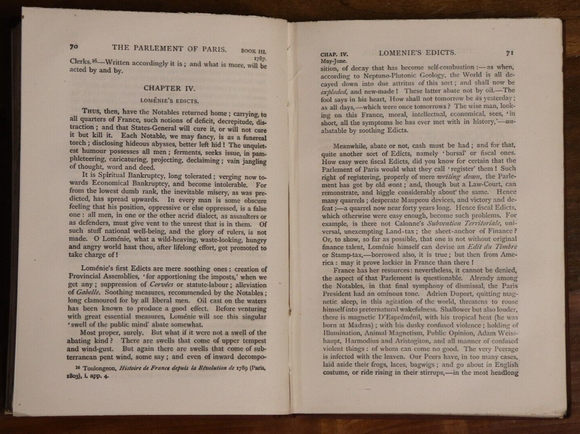 70 THE PARLEMENT OF PARIS. BOOK III.
1787.
Clerks.²⁶—Written accordingly it is; and what is more, will be
acted by and by.
CHAPTER IV.
LOMÉNIE'S EDICTS.
THUS, then, have the Notables returned home; carrying, to
all quarters of France, such notions of deficit, decrepitude, dis-
traction; and that States-General will cure it, or will not cure
it but kill it. Each Notable, we may fancy, is as a funeral
torch; disclosing hideous abysses, better left hid! The unquiet-
est humour possesses all men; ferments, seeks issue, in pam-
phleteering, caricaturing, projecting, declaiming; vain jangling
of thought, word and deed.
It is Spiritual Bankruptcy, long tolerated; verging now to-
wards Economical Bankruptcy, and become intolerable. For
from the lowest dumb rank, the inevitable misery, as was pre-
dicted, has spread upwards. In every man is some obscure
feeling that his position, oppressive or else oppressed, is a false
one: all men, in one or the other acrid dialect, as assaulters or
as defenders, must give vent to the unrest that is in them. Of
such stuff national well-being, and the glory of rulers, is not
made. O Loménie, what a wild-heaving, waste-looking, hungry
and angry world hast thou, after lifelong effort, got promoted to
take charge of!
Loménie's first Edicts are mere soothing ones: creation of
Provincial Assemblies, 'for apportioning the imposts,' when we
get any; suppression of Corvées or statute-labour; alleviation
of Gabelle. Soothing measures, recommended by the Notables;
long clamoured for by all liberal men. Oil cast on the waters
has been known to produce a good effect. Before venturing
with great essential measures, Loménie will see this singular
'swell of the public mind' abate somewhat.
Most proper, surely. But what if it were not a swell of the
abating kind? There are swells that come of upper tempest
and wind-gust. But again there are swells that come of sub-
terranean pent wind, some say; and even of inward decompo-
²⁶ Toulongeon, Histoire de France depuis la Révolution de 1789 (Paris,
1803), i. app. 4.
CHAP. IV. LOMENIE'S EDICTS. 71
May-June.
sition, of decay that has become self-combustion:—as when,
according to Neptuno-Plutonic Geology, the World is all de-
cayed down into due attritus of this sort; and shall now be
exploded, and new-made! These latter abate not by oil.—The
fool says in his heart, How shall not tomorrow be as yesterday;
as all days,—which were once tomorrows? The wise man, look-
ing on this France, moral, intellectual, economical, sees, 'in
short, all the symptoms he has ever met with in history,'—un-
abatable by soothing Edicts.
Meanwhile, abate or not, cash must be had; and for that,
quite another sort of Edicts, namely 'bursal' or fiscal ones.
How easy were fiscal Edicts, did you know for certain that the
Parlement of Paris would what they call 'register' them! Such
right of registering, properly of mere writing down, the Parle-
ment has got by old wont; and, though but a Law-Court, can
remonstrate, and higgle considerably about the same. Hence
many quarrels; desperate Maupeou devices, and victory and de-
feat;—a quarrel now near forty years long. Hence fiscal Edicts,
which otherwise were easy enough, become such problems. For
example, is there not Calonne's Subvention Territoriale, uni-
versal, unexempting Land-tax; the sheet-anchor of Finance?
Or, to show, so far as possible, that one is not without original
finance talent, Loménie himself can devise an Edit du Timbre
or Stamp-tax,—borrowed also, it is true; but then from Ame-
rica: may it prove luckier in France than there!
France has her resources: nevertheless, it cannot be denied,
the aspect of that Parlement is questionable. Already among
the Notables, in that final symphony of dismissal, the Paris
President had an ominous tone. Adrien Duport, quitting mag-
netic sleep, in this agitation of the world, threatens to rouse
himself into preternatural wakefulness. Shallower but also louder,
there is magnetic D'Espréménil, with his tropical heat (he was
born at Madras); with his dusky confused violence; holding of
Illumination, Animal Magnetism, Public Opinion, Adam Weiss-
haupt, Harmodius and Aristogiton, and all manner of confused
violent things: of whom can come no good. The very Peerage
is infected with the leaven. Our Peers have, in too many cases,
laid aside their frogs, laces, bagwigs; and go about in English
costume, or ride rising in their stirrups,—in the most headlong